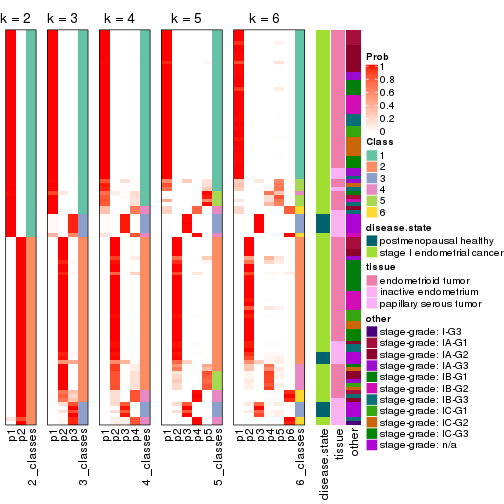 k = 2 k = 3 k = 4 k = 5 k = 6
Prob
1
0.8
0.6
0.4
0.2
0
Class
1
2
3
4
5
6
disease.state
postmenopausal healthy
stage I endometrial cancer
tissue
endometrioid tumor
inactive endometrium
papillary serous tumor
other
stage-grade: I-G3
stage-grade: IA-G1
stage-grade: IA-G2
stage-grade: IA-G3
stage-grade: IB-G1
stage-grade: IB-G2
stage-grade: IB-G3
stage-grade: IC-G1
stage-grade: IC-G2
stage-grade: IC-G3
stage-grade: n/a
p1 p2 2_classes p1 p2 p3 3_classes p1 p2 p3 p4 4_classes p1 p2 p3 p4 p5 5_classes p1 p2 p3 p4 p5 p6 6_classes disease.state tissue other